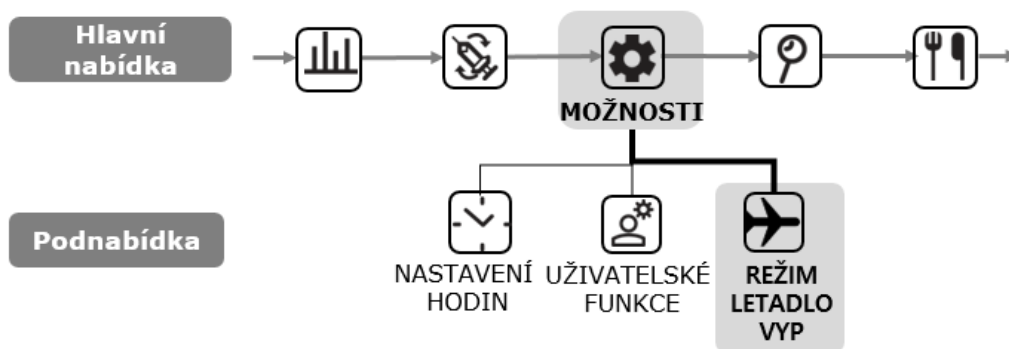 Hlavní
nabídka
MOŽNOSTI
Podnabídka
NASTAVENÍ
HODIN
UŽIVATELSKÉ
FUNKCE
REŽIM
LETADLO
VYP